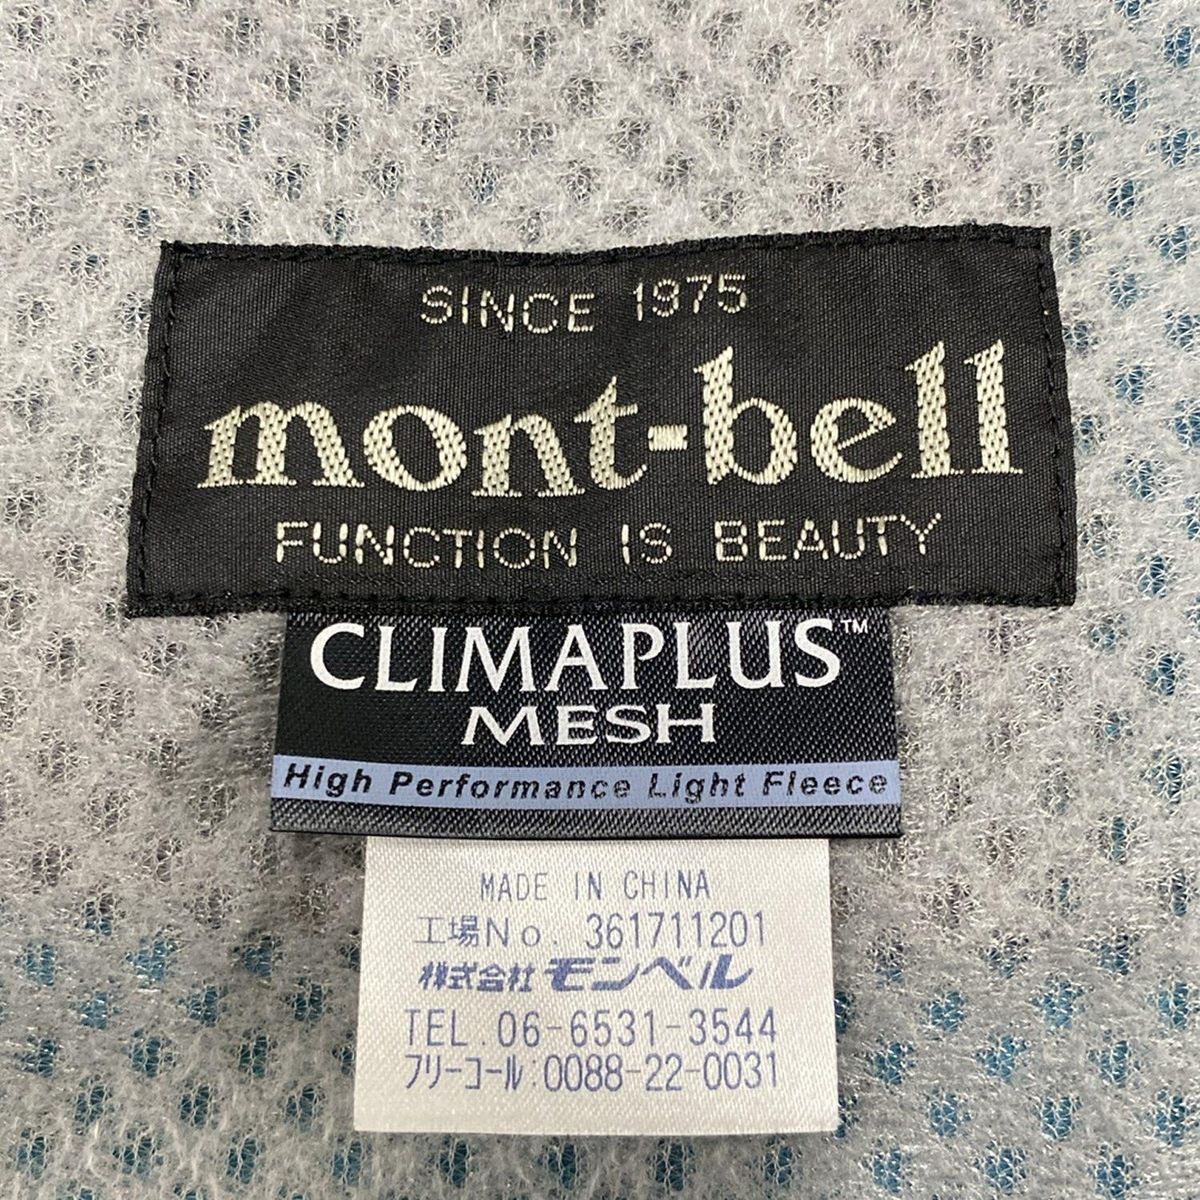 SINCE 1975
mont-bell
FUNCTION IS BEAUTY
CLIMAPLUS™
MESH
High Performance Light Fleece
MADE IN CHINA
工場No. 361711201
株式会社モンベル
TEL. 06-6531-3544
フリーコール:0088-22-0031